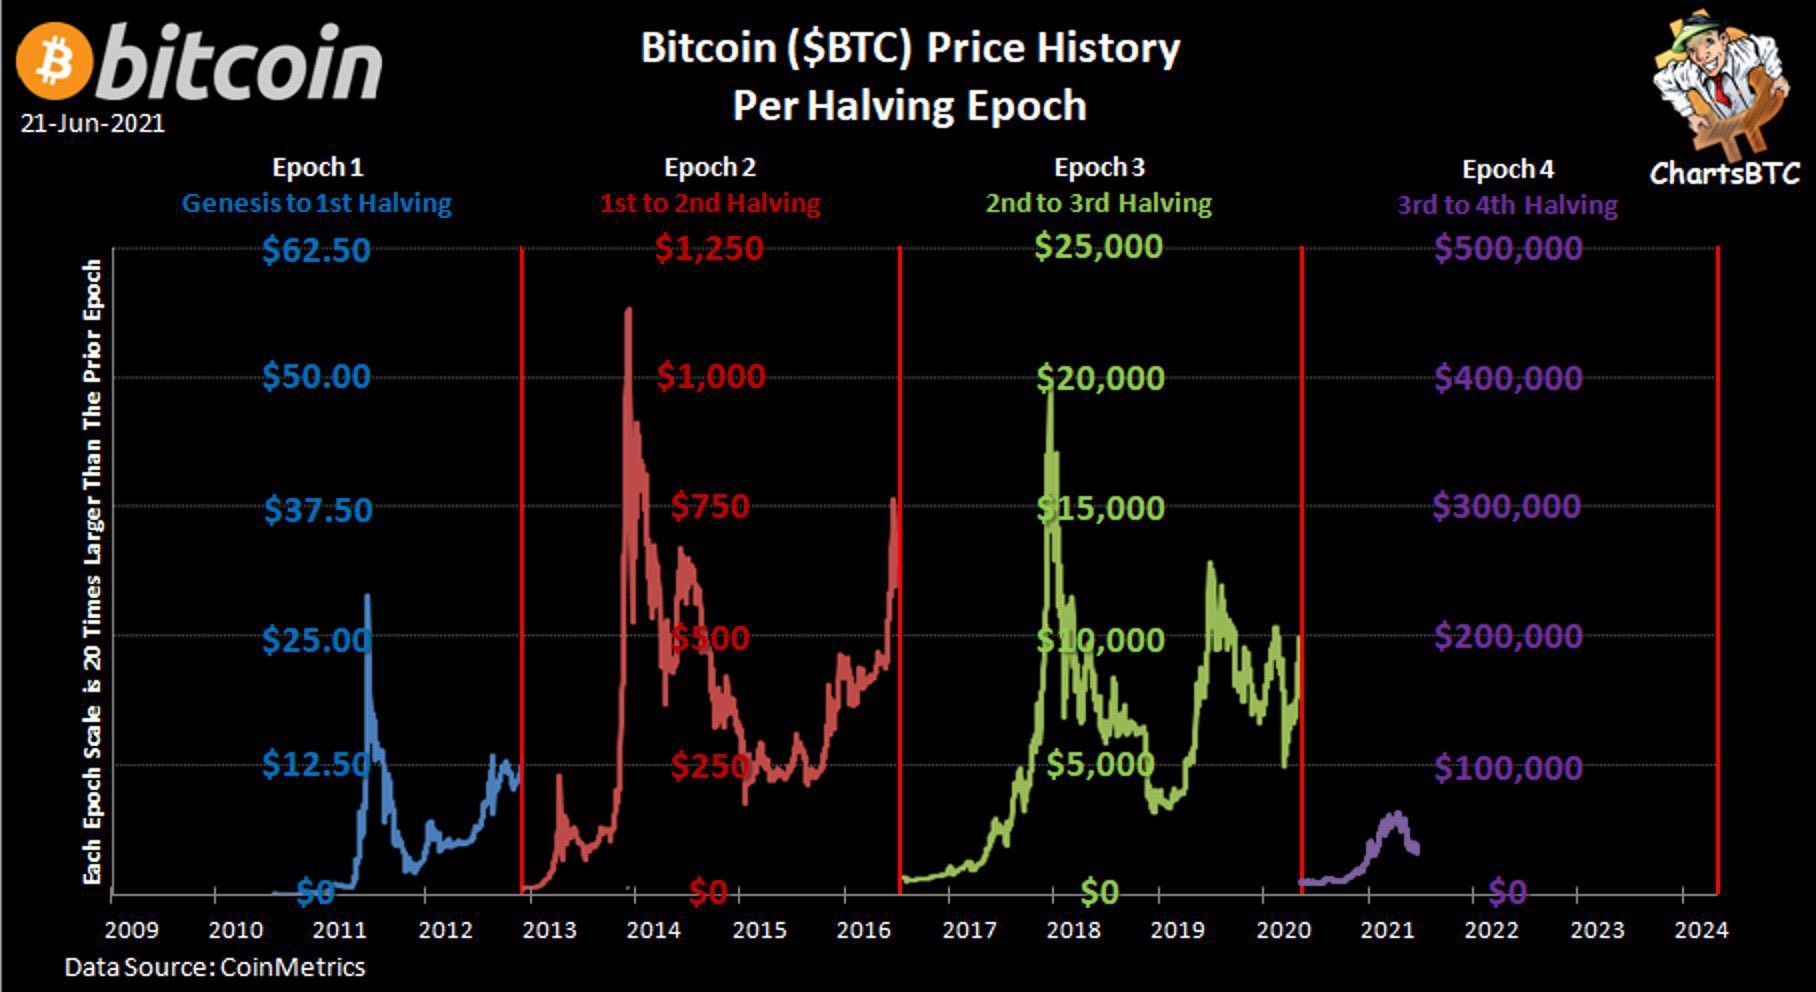 bitcoin
21-Jun-2021
Bitcoin ($BTC) Price History
Per Halving Epoch
ChartsBTC
Epoch 1
Genesis to 1st Halving
Epoch 2
1st to 2nd Halving
Epoch 3
2nd to 3rd Halving
Epoch 4
3rd to 4th Halving
Each Epoch Scale is 20 Times Larger Than The Prior Epoch
$62.50 $1,250 $25,000 $500,000
$50.00 $1,000 $20,000 $400,000
$37.50 $750 $15,000 $300,000
$25.00 $500 $10,000 $200,000
$12.50 $250 $5,000 $100,000
$0 $0 $0 $0
2009 2010 2011 2012 2013 2014 2015 2016 2017 2018 2019 2020 2021 2022 2023 2024
Data Source: CoinMetrics